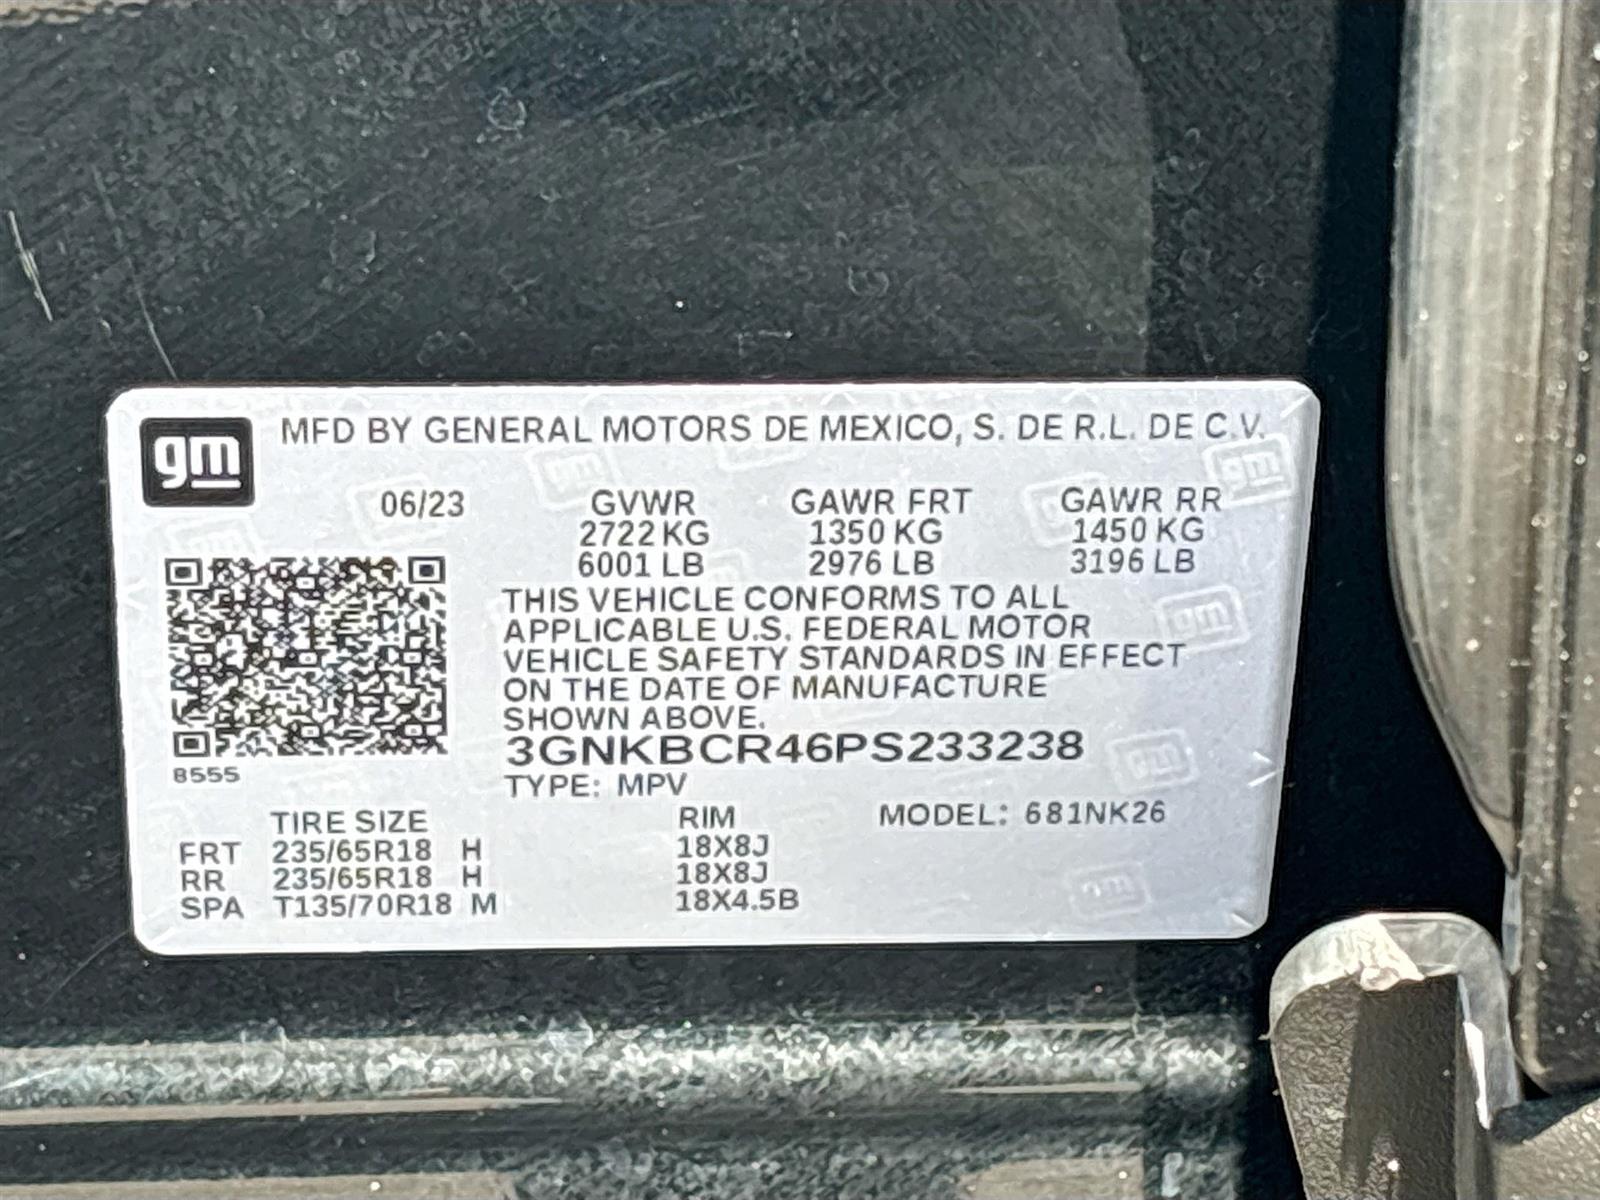 MFD BY GENERAL MOTORS DE MEXICO, S. DE R.L. DE C.V.
gm
06/23 GVWR GAWR FRT GAWR RR
2722 KG 1350 KG 1450 KG
6001 LB 2976 LB 3196 LB
THIS VEHICLE CONFORMS TO ALL
APPLICABLE U.S. FEDERAL MOTOR
VEHICLE SAFETY STANDARDS IN EFFECT
ON THE DATE OF MANUFACTURE
SHOWN ABOVE.
3GNKBCR46PS233238
8555
TYPE: MPV
TIRE SIZE RIM MODEL: 681NK26
FRT 235/65R18 H 18X8J
RR 235/65R18 H 18X8J
SPA T135/70R18 M 18X4.5B